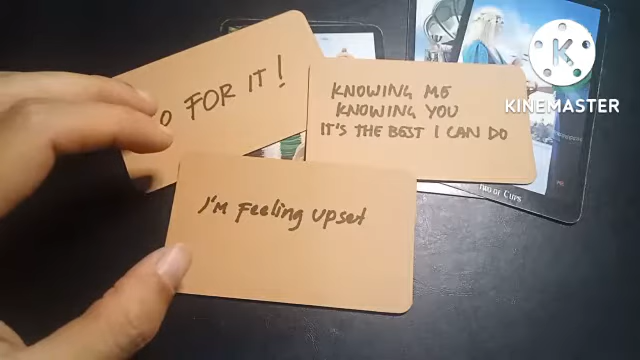 O FOR IT!
KNOWING ME
KNOWING YOU
IT'S THE BEST I CAN DO
I'M Feeling upset
TWO OF CUPS
K
KINEMASTER